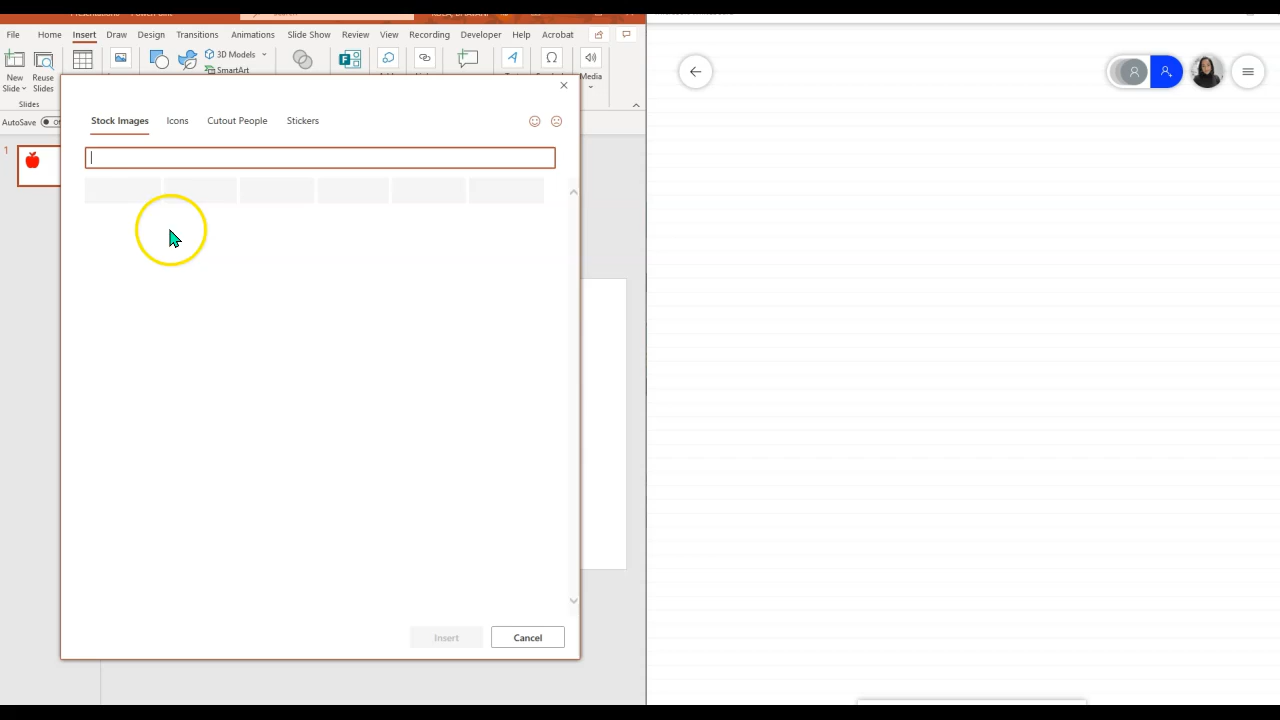 File Home Insert Draw Design Transitions Animations Slide Show Review View Recording Developer Help Acrobat
3D Models
SmartArt
New
Slide
Reuse
Slides
Media
Slides
AutoSave
Stock Images Icons Cutout People Stickers
1
Insert Cancel